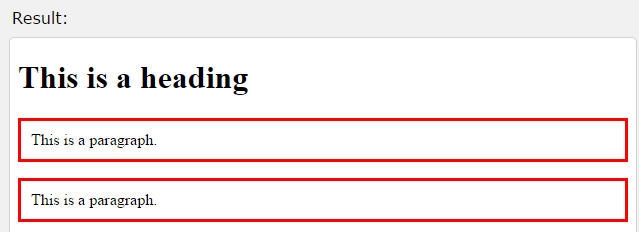 Result:
This is a heading
This is a paragraph.
This is a paragraph.